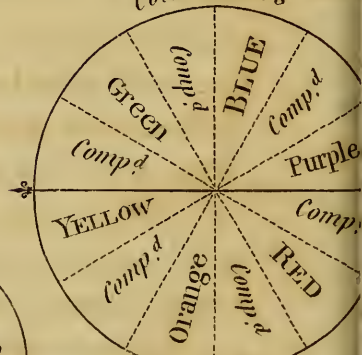 BLUE
Comp.d
Purple
Comp.
RED
Comp.d
Orange
Comp.d
YELLOW
Comp.d
Green
Comp.d